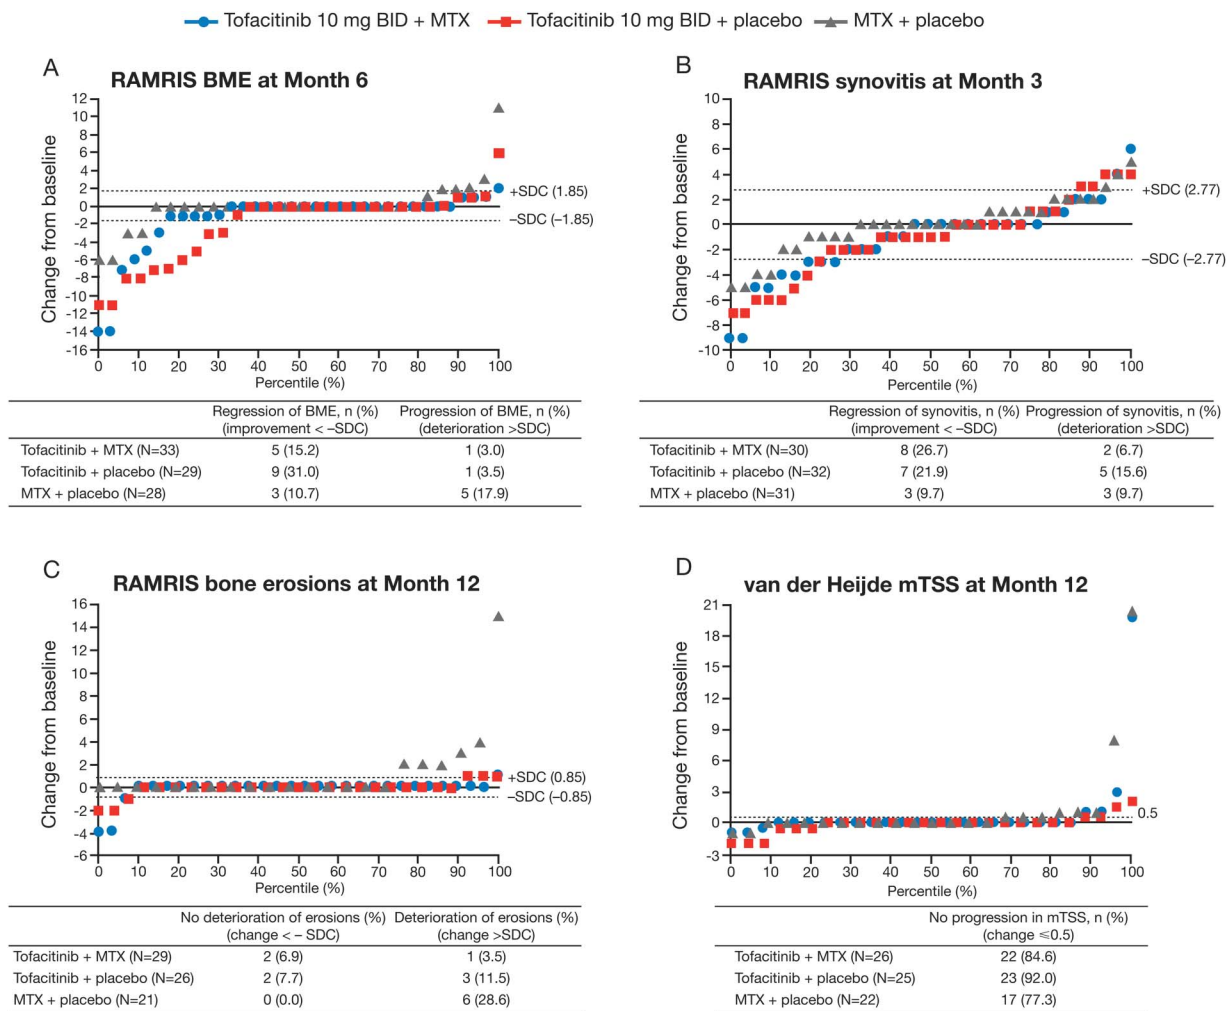 Tofacitinib 10 mg BID + MTX Tofacitinib 10 mg BID + placebo MTX + placebo
A
RAMRIS BME at Month 6
Change from baseline
12
10
8
6
4
2
0
-2
-4
-6
-8
-10
-12
-14
-16
+SDC (1.85)
−SDC (−1.85)
0 10 20 30 40 50 60 70 80 90 100
Percentile (%)
Regression of BME, n (%) Progression of BME, n (%)
(improvement < −SDC) (deterioration >SDC)
Tofacitinib + MTX (N=33) 5 (15.2) 1 (3.0)
Tofacitinib + placebo (N=29) 9 (31.0) 1 (3.5)
MTX + placebo (N=28) 3 (10.7) 5 (17.9)
B
RAMRIS synovitis at Month 3
Change from baseline
10
8
6
4
2
0
-2
-4
-6
-8
-10
+SDC (2.77)
−SDC (−2.77)
0 10 20 30 40 50 60 70 80 90 100
Percentile (%)
Regression of synovitis, n (%) Progression of synovitis, n (%)
(improvement < −SDC) (deterioration >SDC)
Tofacitinib + MTX (N=30) 8 (26.7) 2 (6.7)
Tofacitinib + placebo (N=32) 7 (21.9) 5 (15.6)
MTX + placebo (N=31) 3 (9.7) 3 (9.7)
C
RAMRIS bone erosions at Month 12
Change from baseline
16
14
12
10
8
6
4
2
0
-2
-4
-6
+SDC (0.85)
−SDC (−0.85)
0 10 20 30 40 50 60 70 80 90 100
Percentile (%)
No deterioration of erosions (%) Deterioration of erosions (%)
(change < − SDC) (change >SDC)
Tofacitinib + MTX (N=29) 2 (6.9) 1 (3.5)
Tofacitinib + placebo (N=26) 2 (7.7) 3 (11.5)
MTX + placebo (N=21) 0 (0.0) 6 (28.6)
D
van der Heijde mTSS at Month 12
Change from baseline
21
18
15
12
9
6
3
0
-3
0.5
0 10 20 30 40 50 60 70 80 90 100
Percentile (%)
No progression in mTSS, n (%)
(change ⩽0.5)
Tofacitinib + MTX (N=26) 22 (84.6)
Tofacitinib + placebo (N=25) 23 (92.0)
MTX + placebo (N=22) 17 (77.3)